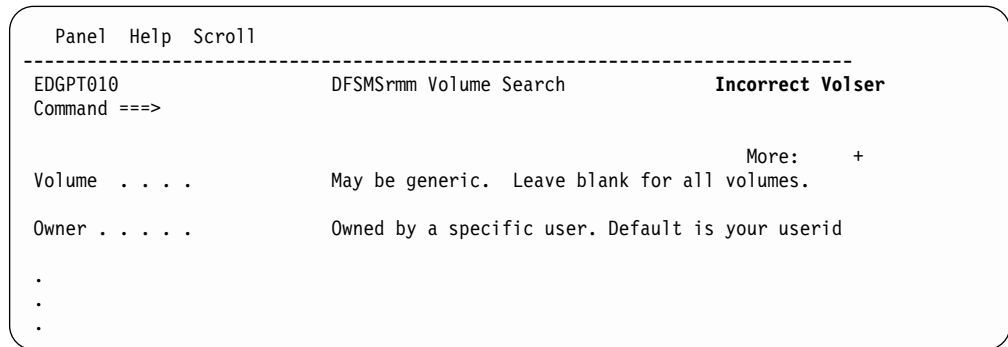 Panel Help Scroll
--------------------------------------------------------------------------------
EDGPT010 DFSMSrmm Volume Search Incorrect Volser
Command ===>
More: +
Volume . . . . May be generic. Leave blank for all volumes.
Owner . . . . . Owned by a specific user. Default is your userid
.
.
.